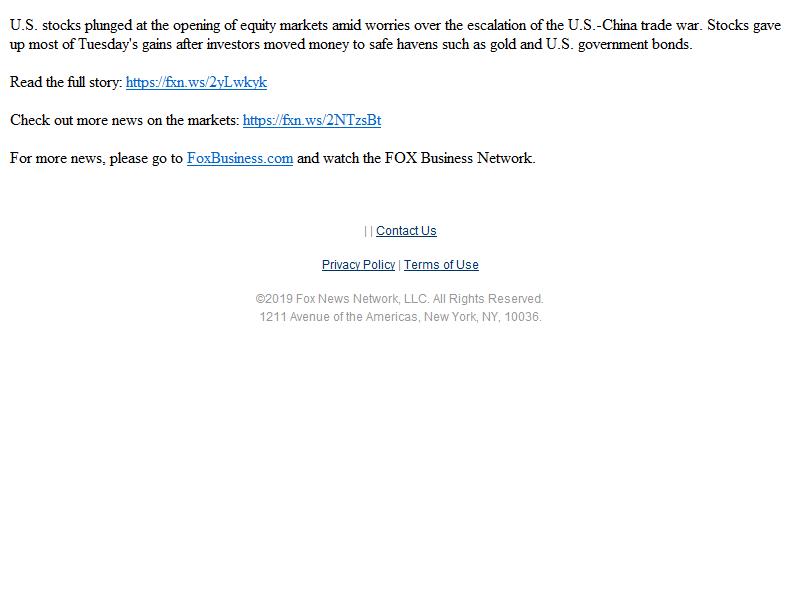 U.S. stocks plunged at the opening of equity markets amid worries over the escalation of the U.S.-China trade war. Stocks gave
up most of Tuesday's gains after investors moved money to safe havens such as gold and U.S. government bonds.
Read the full story: https://fxn.ws/2yLwkyk
Check out more news on the markets: https://fxn.ws/2NTzsBt
For more news, please go to FoxBusiness.com and watch the FOX Business Network.
| | Contact Us
Privacy Policy | Terms of Use
©2019 Fox News Network, LLC. All Rights Reserved.
1211 Avenue of the Americas, New York, NY, 10036.